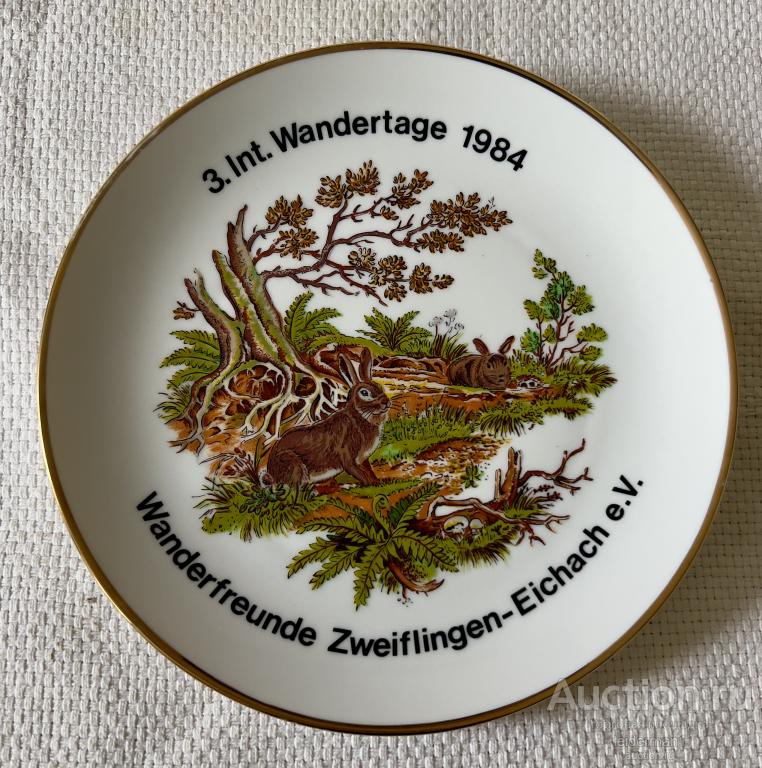 3. Int. Wandertage 1984
Wanderfreunde Zweiflingen-Eichach e.V.
Auction.ru